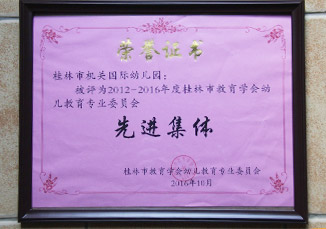 荣誉证书
桂林市机关国际幼儿园：
被评为2012-2016年度桂林市教育学会幼
儿教育专业委员会
先进集体
桂林市教育学会幼儿教育专业委员会
2016年10月